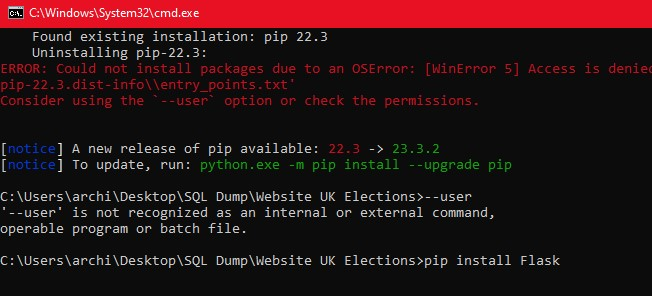 C:\Windows\System32\cmd.exe
Found existing installation: pip 22.3
Uninstalling pip-22.3:
ERROR: Could not install packages due to an OSError: [WinError 5] Access is denied
pip-22.3.dist-info\\entry_points.txt'
Consider using the `--user` option or check the permissions.
[notice] A new release of pip available: 22.3 -> 23.3.2
[notice] To update, run: python.exe -m pip install --upgrade pip
C:\Users\archi\Desktop\SQL Dump\Website UK Elections>--user
'--user' is not recognized as an internal or external command,
operable program or batch file.
C:\Users\archi\Desktop\SQL Dump\Website UK Elections>pip install Flask